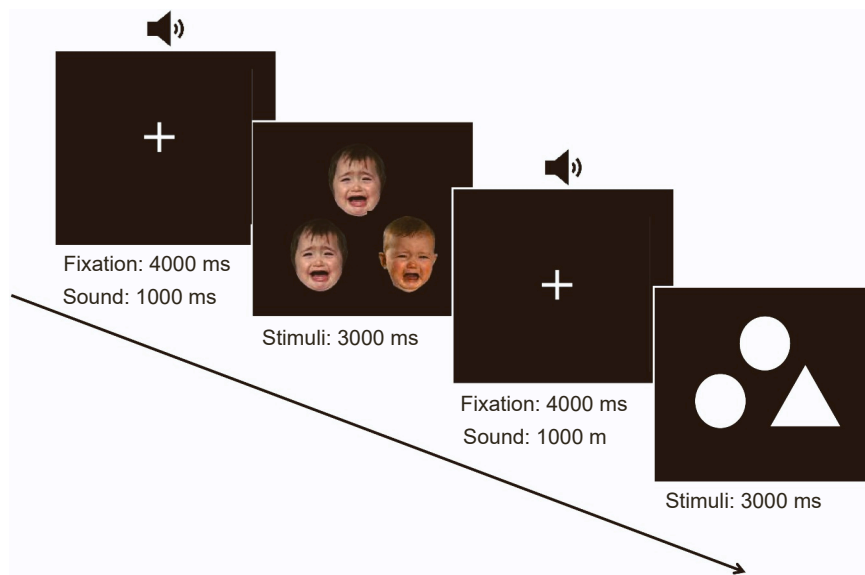 Fixation: 4000 ms
Sound: 1000 ms
Stimuli: 3000 ms
Fixation: 4000 ms
Sound: 1000 m
Stimuli: 3000 ms